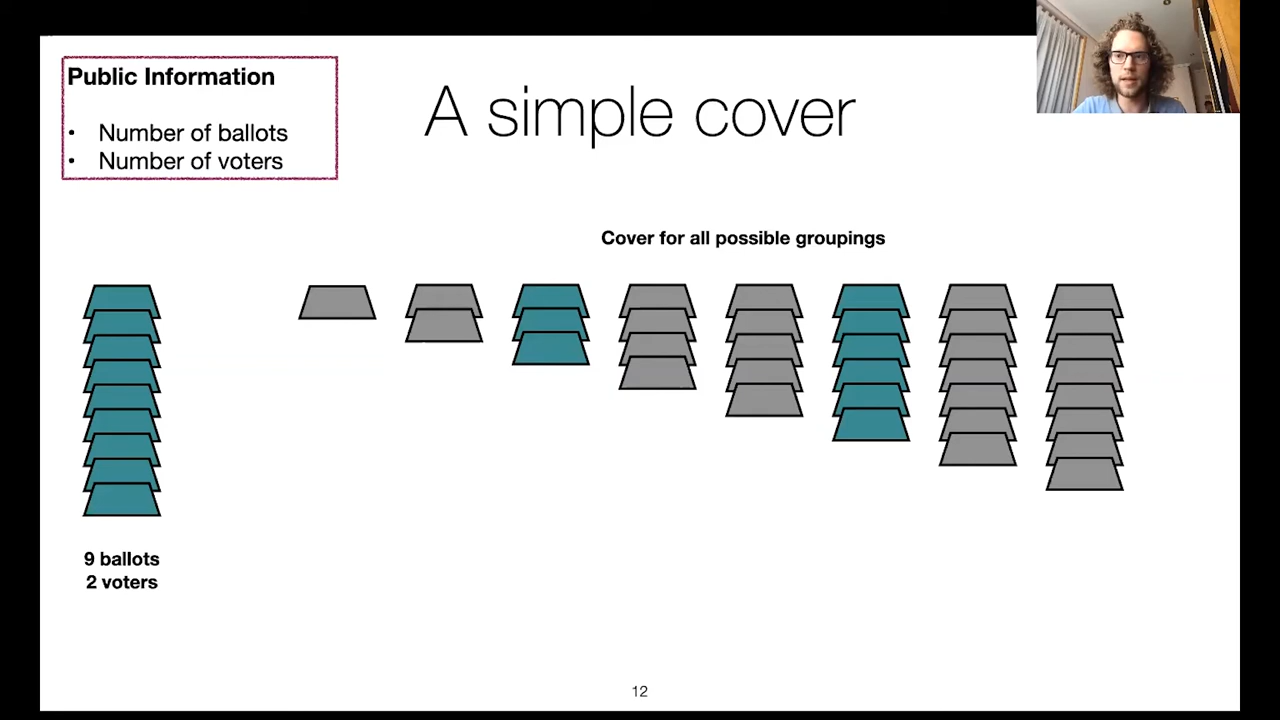 Public Information
• Number of ballots
• Number of voters
A simple cover
Cover for all possible groupings
9 ballots
2 voters
12